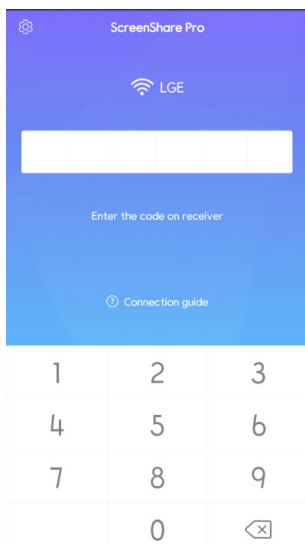 ScreenShare Pro
LGE
Enter the code on receiver
? Connection guide
1 2 3
4 5 6
7 8 9
0